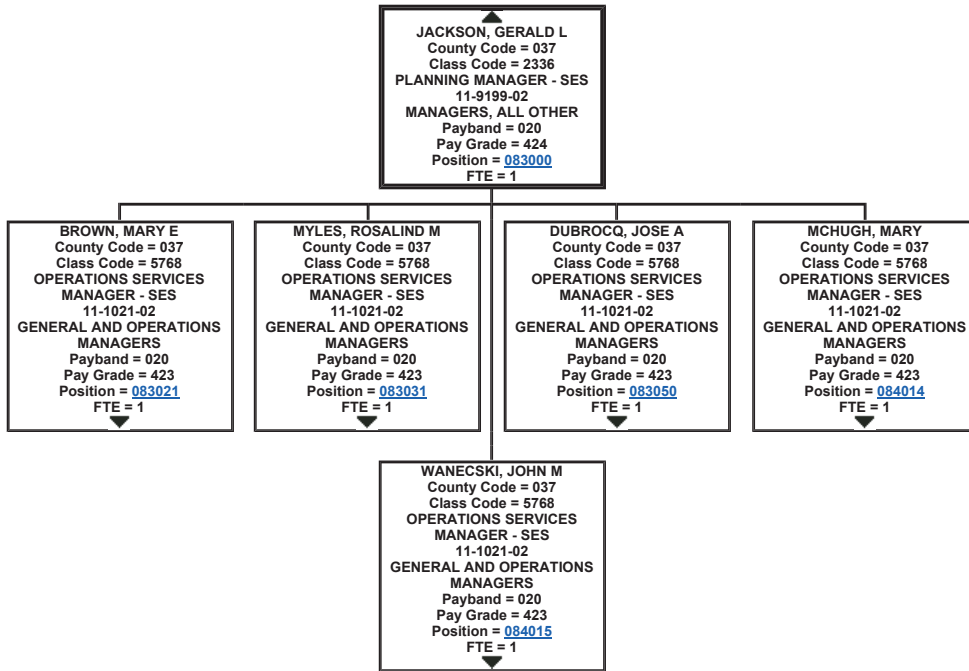 JACKSON, GERALD L
County Code = 037
Class Code = 2336
PLANNING MANAGER - SES
11-9199-02
MANAGERS, ALL OTHER
Payband = 020
Pay Grade = 424
Position = 083000
FTE = 1
BROWN, MARY E
County Code = 037
Class Code = 5768
OPERATIONS SERVICES
MANAGER - SES
11-1021-02
GENERAL AND OPERATIONS
MANAGERS
Payband = 020
Pay Grade = 423
Position = 083021
FTE = 1
MYLES, ROSALIND M
County Code = 037
Class Code = 5768
OPERATIONS SERVICES
MANAGER - SES
11-1021-02
GENERAL AND OPERATIONS
MANAGERS
Payband = 020
Pay Grade = 423
Position = 083031
FTE = 1
DUBROCQ, JOSE A
County Code = 037
Class Code = 5768
OPERATIONS SERVICES
MANAGER - SES
11-1021-02
GENERAL AND OPERATIONS
MANAGERS
Payband = 020
Pay Grade = 423
Position = 083050
FTE = 1
MCHUGH, MARY
County Code = 037
Class Code = 5768
OPERATIONS SERVICES
MANAGER - SES
11-1021-02
GENERAL AND OPERATIONS
MANAGERS
Payband = 020
Pay Grade = 423
Position = 084014
FTE = 1
WANECSKI, JOHN M
County Code = 037
Class Code = 5768
OPERATIONS SERVICES
MANAGER - SES
11-1021-02
GENERAL AND OPERATIONS
MANAGERS
Payband = 020
Pay Grade = 423
Position = 084015
FTE = 1